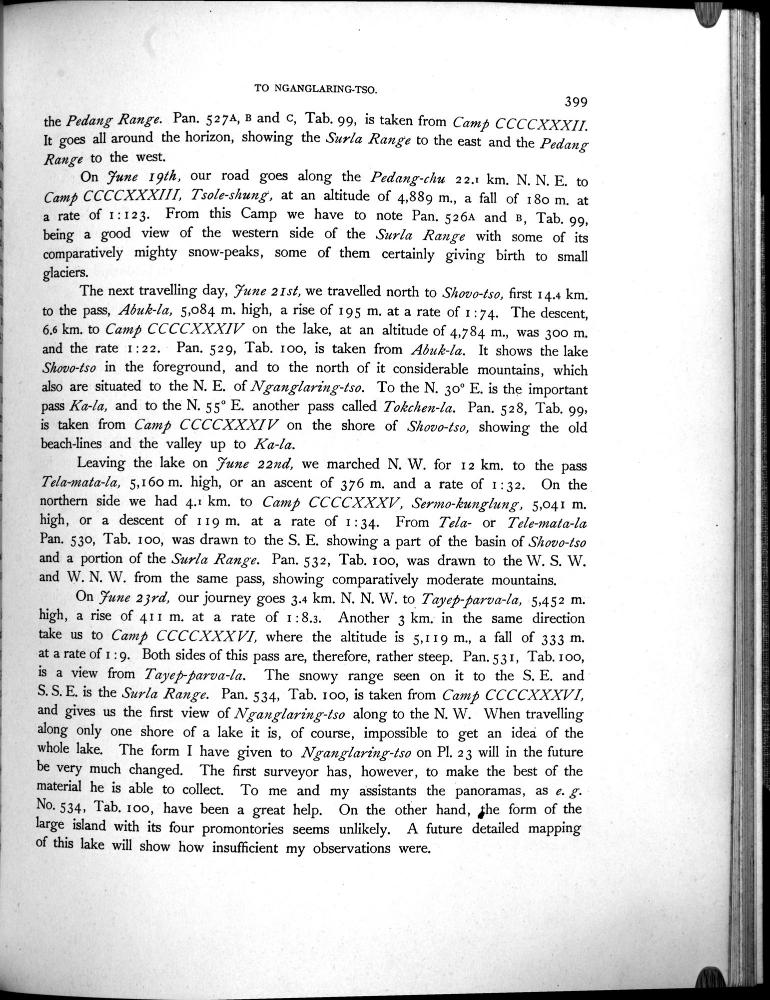 TO NGANGLARING-TSO.
399
the Pedang Range. Pan. 527A, B and C, Tab. 99, is taken from Camp CCCCXXXII.
It goes all around the horizon, showing the Surla Range to the east and the Pedang
Range to the west.
On June 19th, our road goes along the Pedang-chu 22.1 km. N. N. E. to
Camp CCCCXXXIII, Tsole-shung, at an altitude of 4,889 m., a fall of 180 m. at
a rate of 1:123. From this Camp we have to note Pan. 526A and B, Tab. 99,
being a good view of the western side of the Surla Range with some of its
comparatively mighty snow-peaks, some of them certainly giving birth to small
glaciers.
The next travelling day, June 21st, we travelled north to Shovo-tso, first 14.4 km.
to the pass, Abuk-la, 5,084 m. high, a rise of 195 m. at a rate of 1:74. The descent,
6.6 km. to Camp CCCCXXXIV on the lake, at an altitude of 4,784 m., was 300 m.
and the rate 1:22. Pan. 529, Tab. 100, is taken from Abuk-la. It shows the lake
Shovo-tso in the foreground, and to the north of it considerable mountains, which
also are situated to the N. E. of Nganglaring-tso. To the N. 30° E. is the important
pass Ka-la, and to the N. 55° E. another pass called Tokchen-la. Pan. 528, Tab. 99,
is taken from Camp CCCCXXXIV on the shore of Shovo-tso, showing the old
beach-lines and the valley up to Ka-la.
Leaving the lake on June 22nd, we marched N. W. for 12 km. to the pass
Tela-mata-la, 5,160 m. high, or an ascent of 376 m. and a rate of 1:32. On the
northern side we had 4.1 km. to Camp CCCCXXXV, Sermo-kunglung, 5,041 m.
high, or a descent of 119 m. at a rate of 1:34. From Tela- or Tele-mata-la
Pan. 530, Tab. 100, was drawn to the S. E. showing a part of the basin of Shovo-tso
and a portion of the Surla Range. Pan. 532, Tab. 100, was drawn to the W. S. W.
and W. N. W. from the same pass, showing comparatively moderate mountains.
On June 23rd, our journey goes 3.4 km. N. N. W. to Tayep-parva-la, 5,452 m.
high, a rise of 411 m. at a rate of 1:8.3. Another 3 km. in the same direction
take us to Camp CCCCXXXVI, where the altitude is 5,119 m., a fall of 333 m.
at a rate of 1:9. Both sides of this pass are, therefore, rather steep. Pan. 531, Tab. 100,
is a view from Tayep-parva-la. The snowy range seen on it to the S. E. and
S. S. E. is the Surla Range. Pan. 534, Tab. 100, is taken from Camp CCCCXXXVI,
and gives us the first view of Nganglaring-tso along to the N. W. When travelling
along only one shore of a lake it is, of course, impossible to get an idea of the
whole lake. The form I have given to Nganglaring-tso on Pl. 23 will in the future
be very much changed. The first surveyor has, however, to make the best of the
material he is able to collect. To me and my assistants the panoramas, as e. g.
No. 534, Tab. 100, have been a great help. On the other hand, the form of the
large island with its four promontories seems unlikely. A future detailed mapping
of this lake will show how insufficient my observations were.